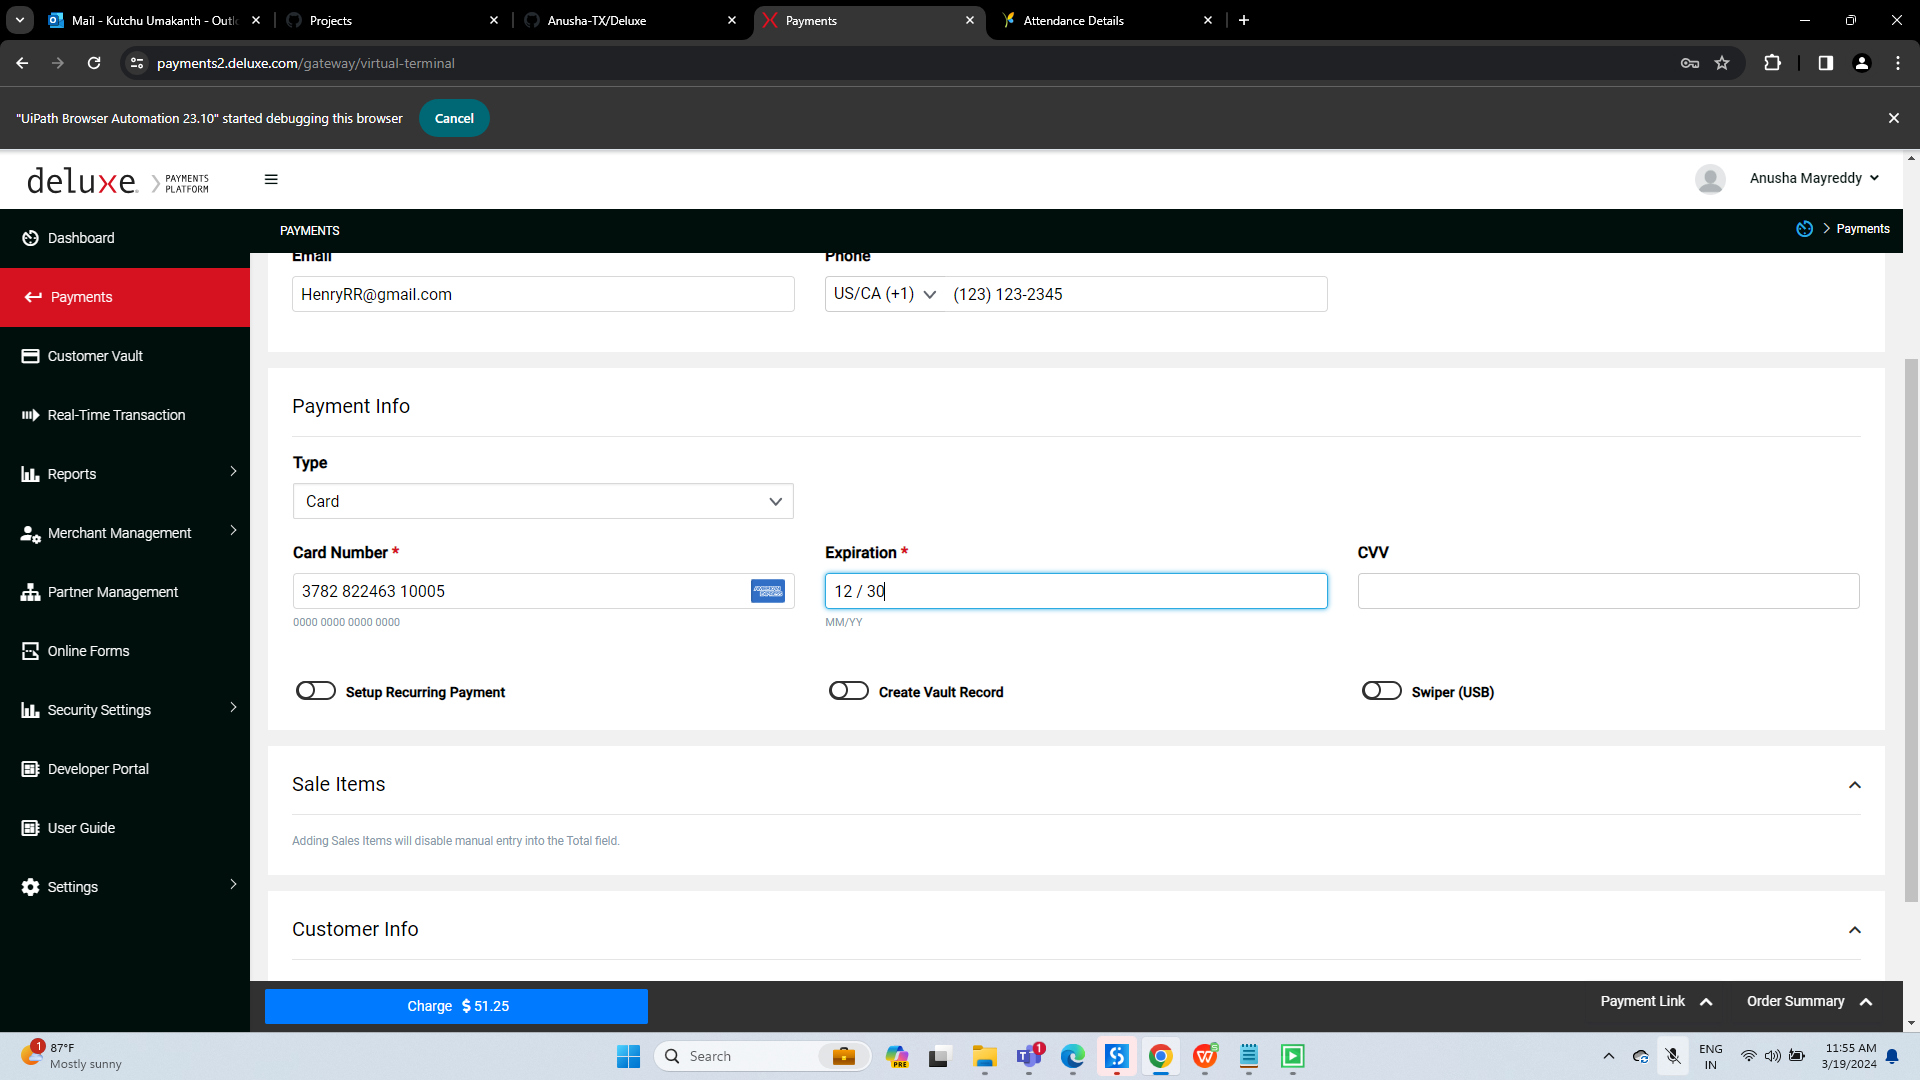 Mail - Kutchu Umakanth - Outl
Projects
Anusha-TX/Deluxe
Payments
Attendance Details
payments2.deluxe.com/gateway/virtual-terminal
"UiPath Browser Automation 23.10" started debugging this browser
Cancel
deluxe.
PAYMENTS
PLATFORM
Anusha Mayreddy
Dashboard
PAYMENTS
Payments
Payments
Customer Vault
Real-Time Transaction
Reports
Merchant Management
Partner Management
Online Forms
Security Settings
Developer Portal
User Guide
Settings
Email
Phone
HenryRR@gmail.com
US/CA (+1)
(123) 123-2345
Payment Info
Type
Card
Card Number *
Expiration *
CVV
3782 822463 10005
AMERICAN EXPRESS
12 / 30
0000 0000 0000 0000
MM/YY
Setup Recurring Payment
Create Vault Record
Swiper (USB)
Sale Items
Adding Sales Items will disable manual entry into the Total field.
Customer Info
Charge $ 51.25
Payment Link
Order Summary
1
87°F
Mostly sunny
Search
PRE
1
ENG
IN
11:55 AM
3/19/2024